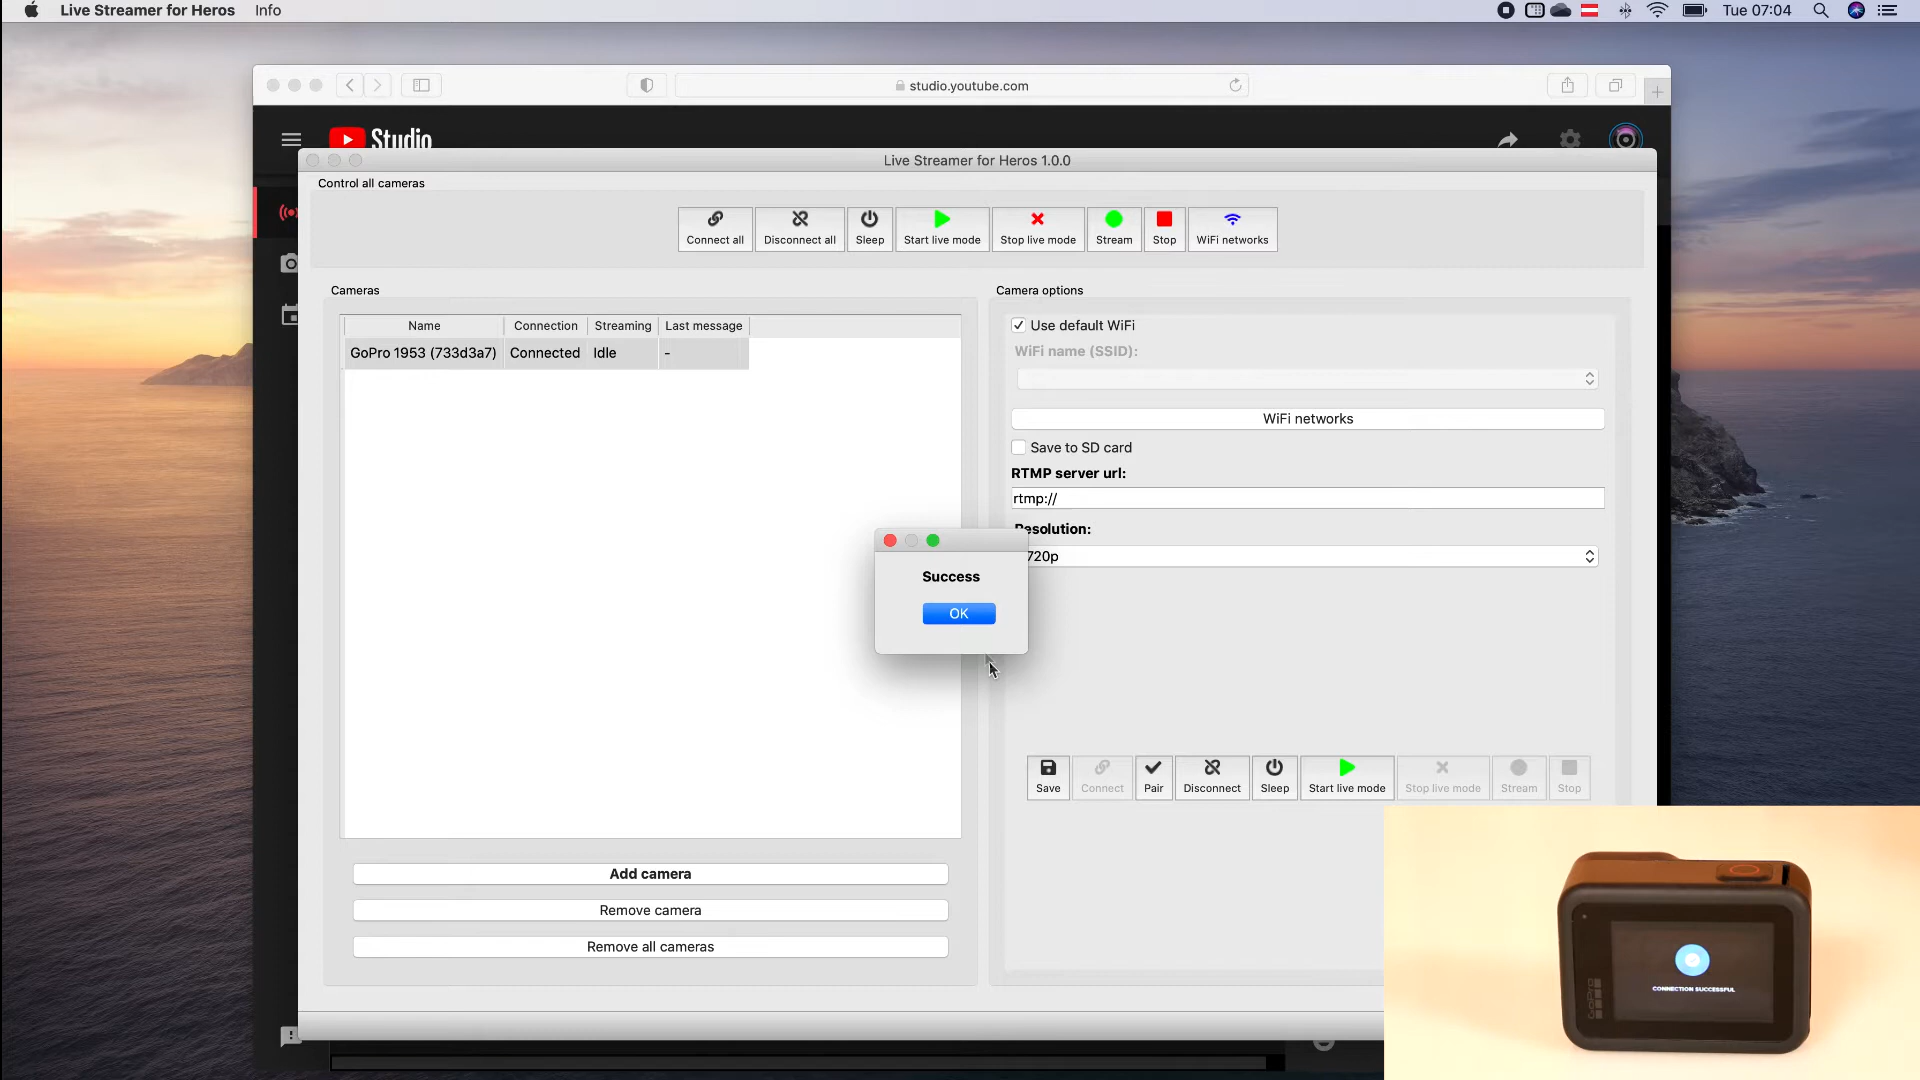 Live Streamer for Heros Info
Tue 07:04
studio.youtube.com
Studio
Live Streamer for Heros 1.0.0
Control all cameras
Connect all Disconnect all Sleep Start live mode Stop live mode Stream Stop WiFi networks
Cameras
Name Connection Streaming Last message
GoPro 1953 (733d3a7) Connected Idle -
Add camera
Remove camera
Remove all cameras
Camera options
Use default WiFi
WiFi name (SSID):
WiFi networks
Save to SD card
RTMP server url:
rtmp://
Resolution:
720p
Success
OK
Save Connect Pair Disconnect Sleep Start live mode Stop live mode Stream Stop
CONNECTION SUCCESSFUL
GoPro